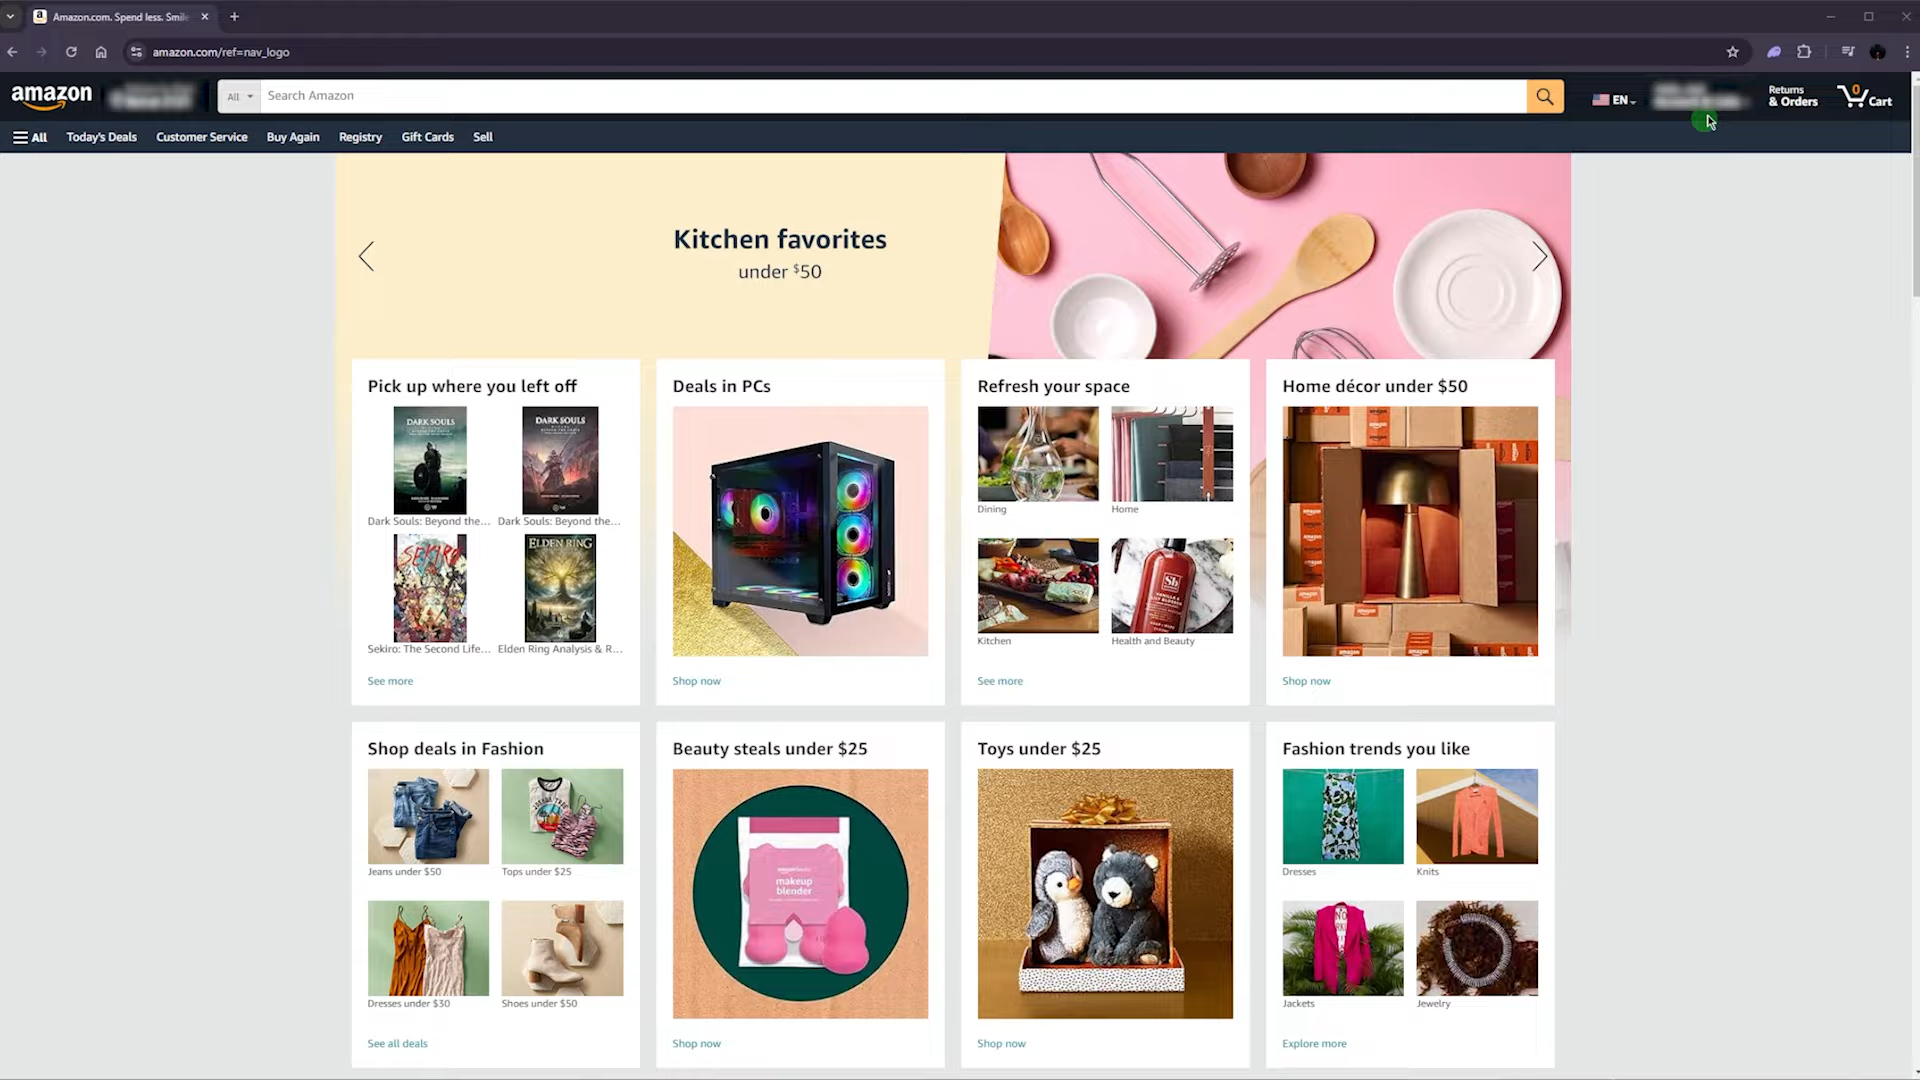 Amazon.com. Spend less. Smile
amazon.com/ref=nav_logo
amazon
All
Search Amazon
EN
Returns
& Orders
0
Cart
All
Today's Deals
Customer Service
Buy Again
Registry
Gift Cards
Sell
Kitchen favorites
under $50
Pick up where you left off
DARK SOULS
DARK SOULS
Dark Souls: Beyond the...
Dark Souls: Beyond the...
SEKIRO
ELDEN RING
Sekiro: The Second Life...
Elden Ring Analysis & R...
See more
Deals in PCs
Shop now
Refresh your space
Dining
Home
Kitchen
Health and Beauty
See more
Home décor under $50
Shop now
Shop deals in Fashion
Jeans under $50
Tops under $25
Dresses under $30
Shoes under $50
See all deals
Beauty steals under $25
makeup
blender
Shop now
Toys under $25
Shop now
Fashion trends you like
Dresses
Knits
Jackets
Jewelry
Explore more